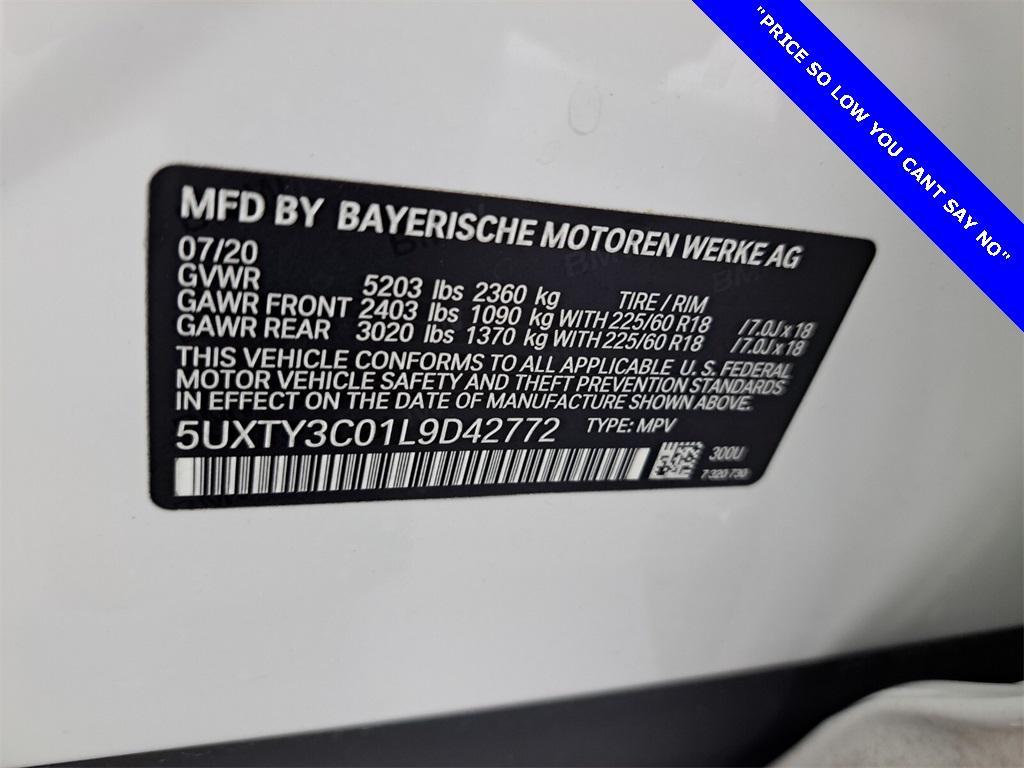 "PRICE SO LOW YOU CANT SAY NO"
MFD BY BAYERISCHE MOTOREN WERKE AG
07/20
GVWR 5203 lbs 2360 kg TIRE / RIM
GAWR FRONT 2403 lbs 1090 kg WITH 225/60 R18 /7.0J x 18
GAWR REAR 3020 lbs 1370 kg WITH 225/60 R18 /7.0J x 18
THIS VEHICLE CONFORMS TO ALL APPLICABLE U. S. FEDERAL
MOTOR VEHICLE SAFETY AND THEFT PREVENTION STANDARDS
IN EFFECT ON THE DATE OF MANUFACTURE SHOWN ABOVE.
5UXTY3C01L9D42772 TYPE: MPV
300U
7 320 730